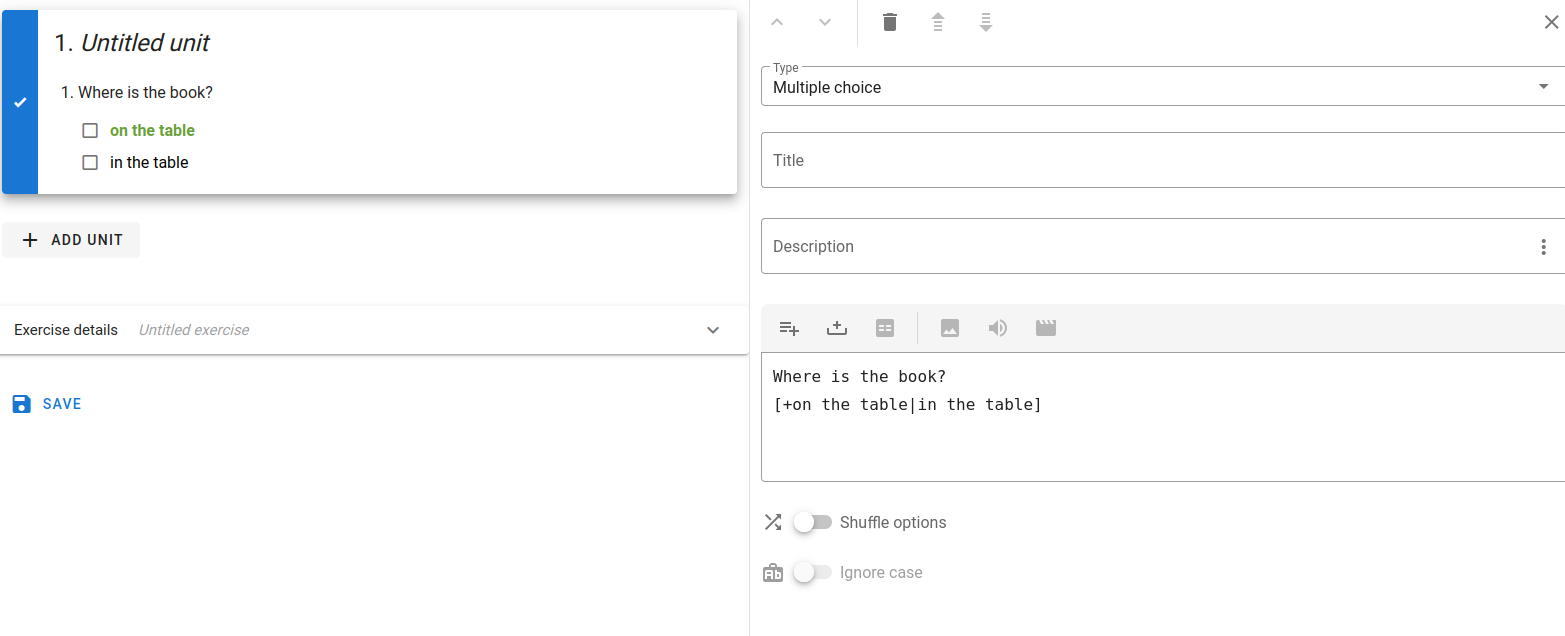 1. Untitled unit
1. Where is the book?
on the table
in the table
ADD UNIT
Exercise details Untitled exercise
SAVE
Type
Multiple choice
Title
Description
Where is the book?
[+on the table|in the table]
Shuffle options
Ab Ignore case